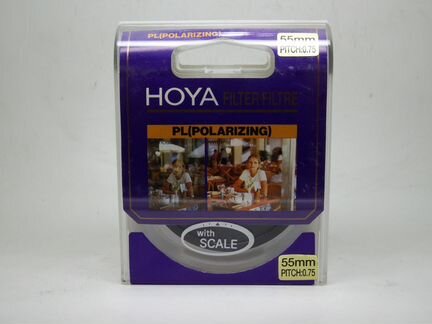 PL(POLARIZING)
55mm
PITCH:0.75
HOYA FILTER·FILTRE
PL(POLARIZING)
with
SCALE
55mm
PITCH:0.75